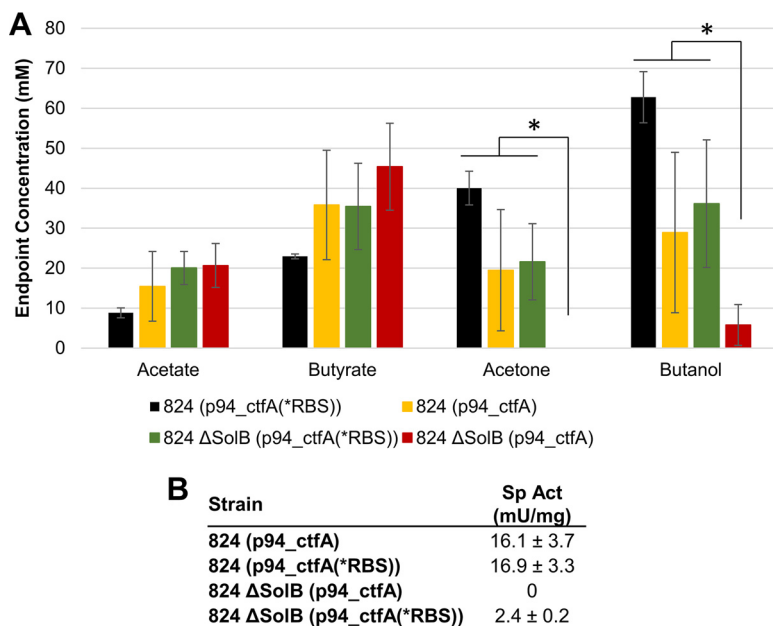 A
Endpoint Concentration (mM)
80
70
60
50
40
30
20
10
0
*
*
Acetate Butyrate Acetone Butanol
824 (p94_ctfA(*RBS)) 824 (p94_ctfA)
824 ΔSolB (p94_ctfA(*RBS)) 824 ΔSolB (p94_ctfA)
B
Strain Sp Act (mU/mg)
824 (p94_ctfA) 16.1 ± 3.7
824 (p94_ctfA(*RBS)) 16.9 ± 3.3
824 ΔSolB (p94_ctfA) 0
824 ΔSolB (p94_ctfA(*RBS)) 2.4 ± 0.2